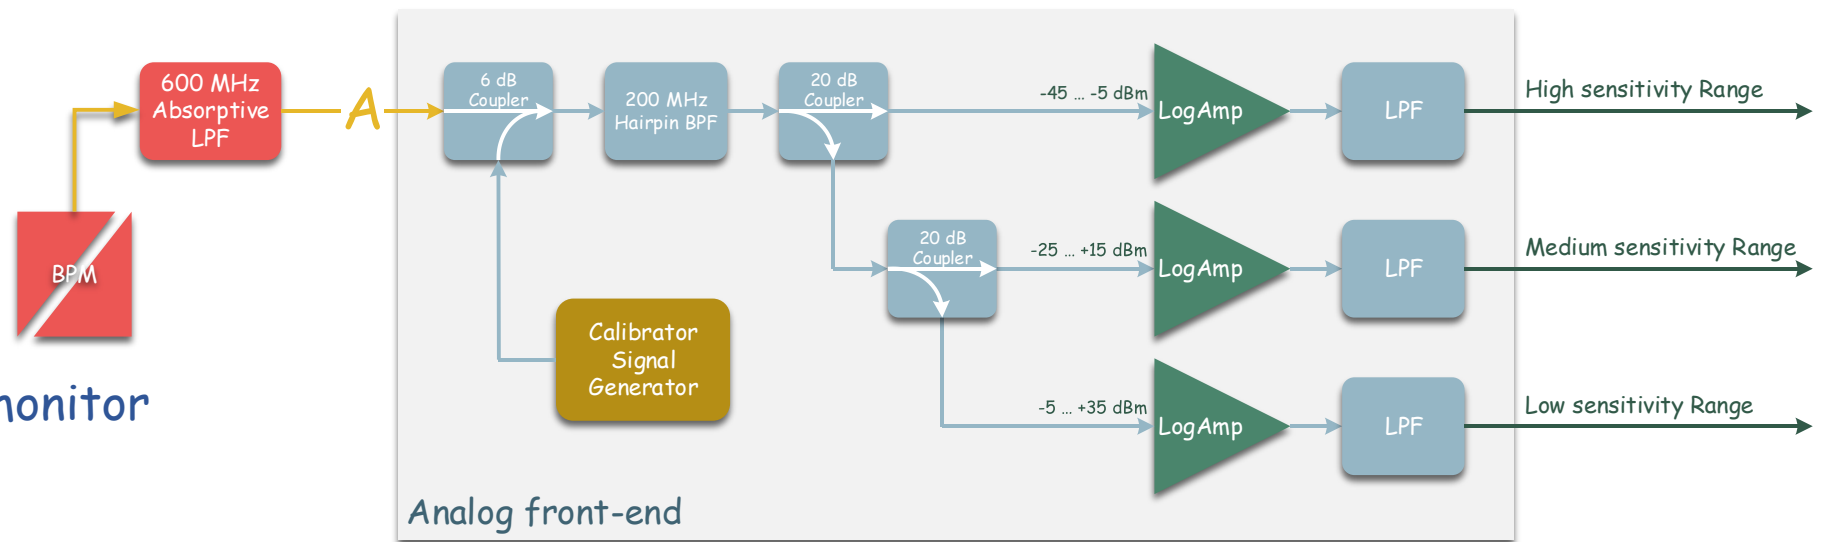 600 MHz
Absorptive
LPF
A
6 dB
Coupler
200 MHz
Hairpin BPF
20 dB
Coupler
-45 ... -5 dBm
LogAmp
LPF
High sensitivity Range
BPM
20 dB
Coupler
-25 ... +15 dBm
LogAmp
LPF
Medium sensitivity Range
Calibrator
Signal
Generator
-5 ... +35 dBm
LogAmp
LPF
Low sensitivity Range
onitor
Analog front-end